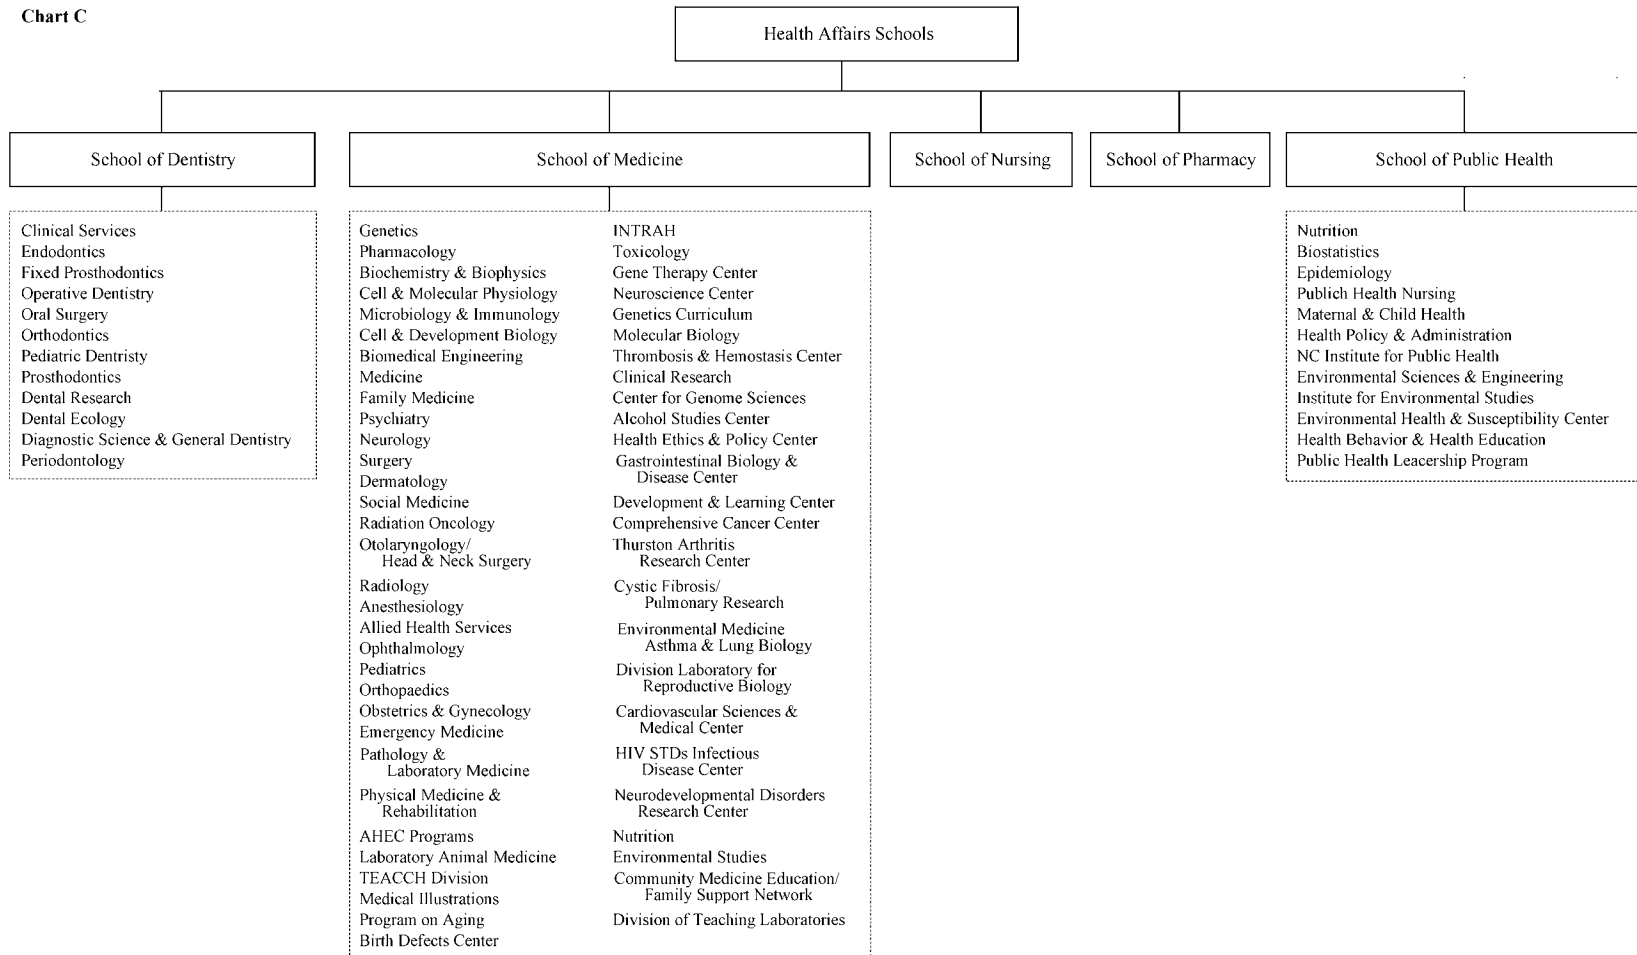 Chart C
Health Affairs Schools
School of Dentistry
School of Medicine
School of Nursing
School of Pharmacy
School of Public Health
Clinical Services
Endodontics
Fixed Prosthodontics
Operative Dentistry
Oral Surgery
Orthodontics
Pediatric Dentristy
Prosthodontics
Dental Research
Dental Ecology
Diagnostic Science & General Dentistry
Periodontology
Genetics
Pharmacology
Biochemistry & Biophysics
Cell & Molecular Physiology
Microbiology & Immunology
Cell & Development Biology
Biomedical Engineering
Medicine
Family Medicine
Psychiatry
Neurology
Surgery
Dermatology
Social Medicine
Radiation Oncology
Otolaryngology/
Head & Neck Surgery
Radiology
Anesthesiology
Allied Health Services
Ophthalmology
Pediatrics
Orthopaedics
Obstetrics & Gynecology
Emergency Medicine
Pathology &
Laboratory Medicine
Physical Medicine &
Rehabilitation
AHEC Programs
Laboratory Animal Medicine
TEACCH Division
Medical Illustrations
Program on Aging
Birth Defects Center
INTRAH
Toxicology
Gene Therapy Center
Neuroscience Center
Genetics Curriculum
Molecular Biology
Thrombosis & Hemostasis Center
Clinical Research
Center for Genome Sciences
Alcohol Studies Center
Health Ethics & Policy Center
Gastrointestinal Biology &
Disease Center
Development & Learning Center
Comprehensive Cancer Center
Thurston Arthritis
Research Center
Cystic Fibrosis/
Pulmonary Research
Environmental Medicine
Asthma & Lung Biology
Division Laboratory for
Reproductive Biology
Cardiovascular Sciences &
Medical Center
HIV STDs Infectious
Disease Center
Neurodevelopmental Disorders
Research Center
Nutrition
Environmental Studies
Community Medicine Education/
Family Support Network
Division of Teaching Laboratories
Nutrition
Biostatistics
Epidemiology
Publich Health Nursing
Maternal & Child Health
Health Policy & Administration
NC Institute for Public Health
Environmental Sciences & Engineering
Institute for Environmental Studies
Environmental Health & Susceptibility Center
Health Behavior & Health Education
Public Health Leacership Program